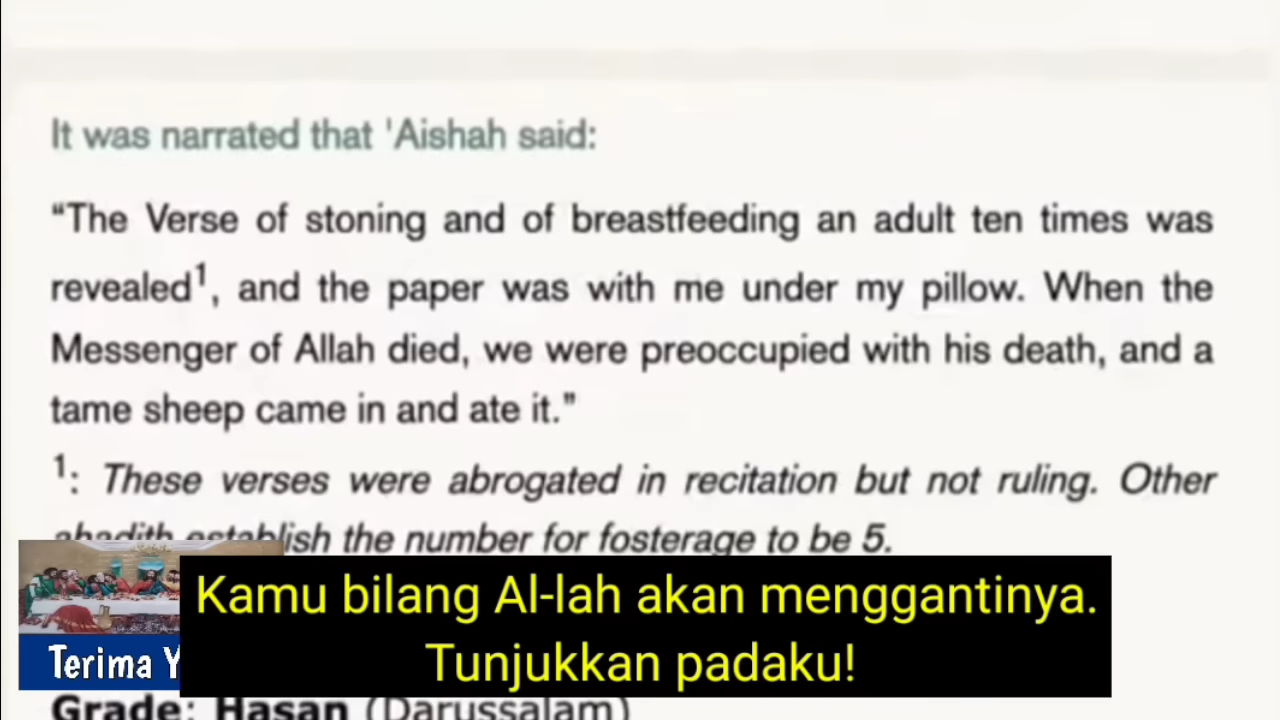 It was narrated that 'Aishah said:
“The Verse of stoning and of breastfeeding an adult ten times was
revealed¹, and the paper was with me under my pillow. When the
Messenger of Allah died, we were preoccupied with his death, and a
tame sheep came in and ate it.”
¹: These verses were abrogated in recitation but not ruling. Other
ahadith establish the number for fosterage to be 5.
Kamu bilang Al-lah akan menggantinya.
Tunjukkan padaku!
Terima Y
Grade: Hasan (Darussalam)